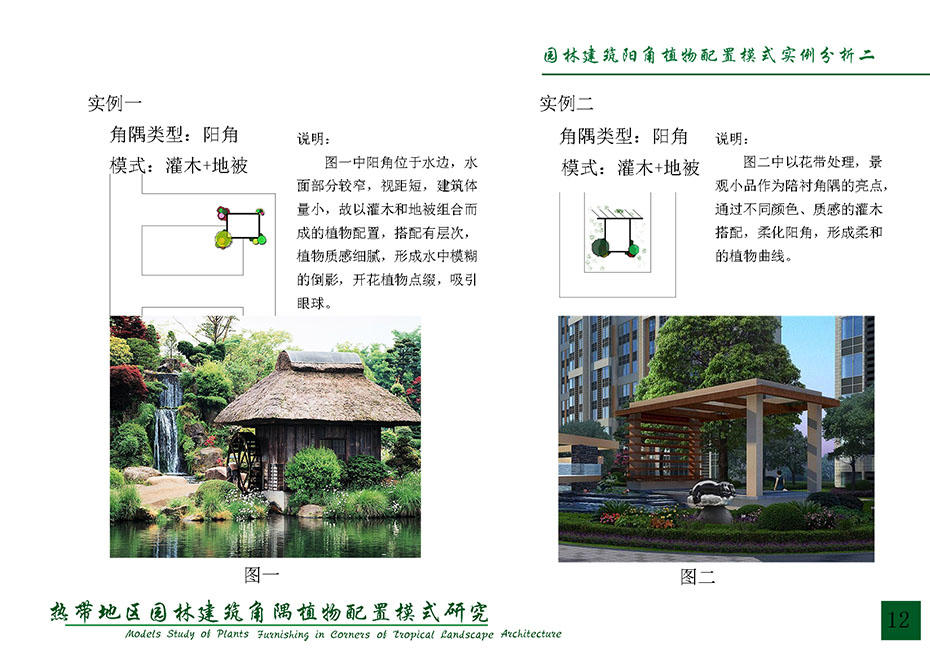 园林建筑阳角植物配置模式实例分析二
实例一
角隅类型：阳角
模式：灌木+地被
说明：
图一中阳角位于水边，水
面部分较窄，视距短，建筑体
量小，故以灌木和地被组合而
成的植物配置，搭配有层次，
植物质感细腻，形成水中模糊
的倒影，开花植物点缀，吸引
眼球。
图一
实例二
角隅类型：阳角
模式：灌木+地被
说明：
图二中以花带处理，景
观小品作为陪衬角隅的亮点，
通过不同颜色、质感的灌木
搭配，柔化阳角，形成柔和
的植物曲线。
图二
热带地区园林建筑角隅植物配置模式研究
Models Study of Plants Furnishing in Corners of Tropical Landscape Architecture
12